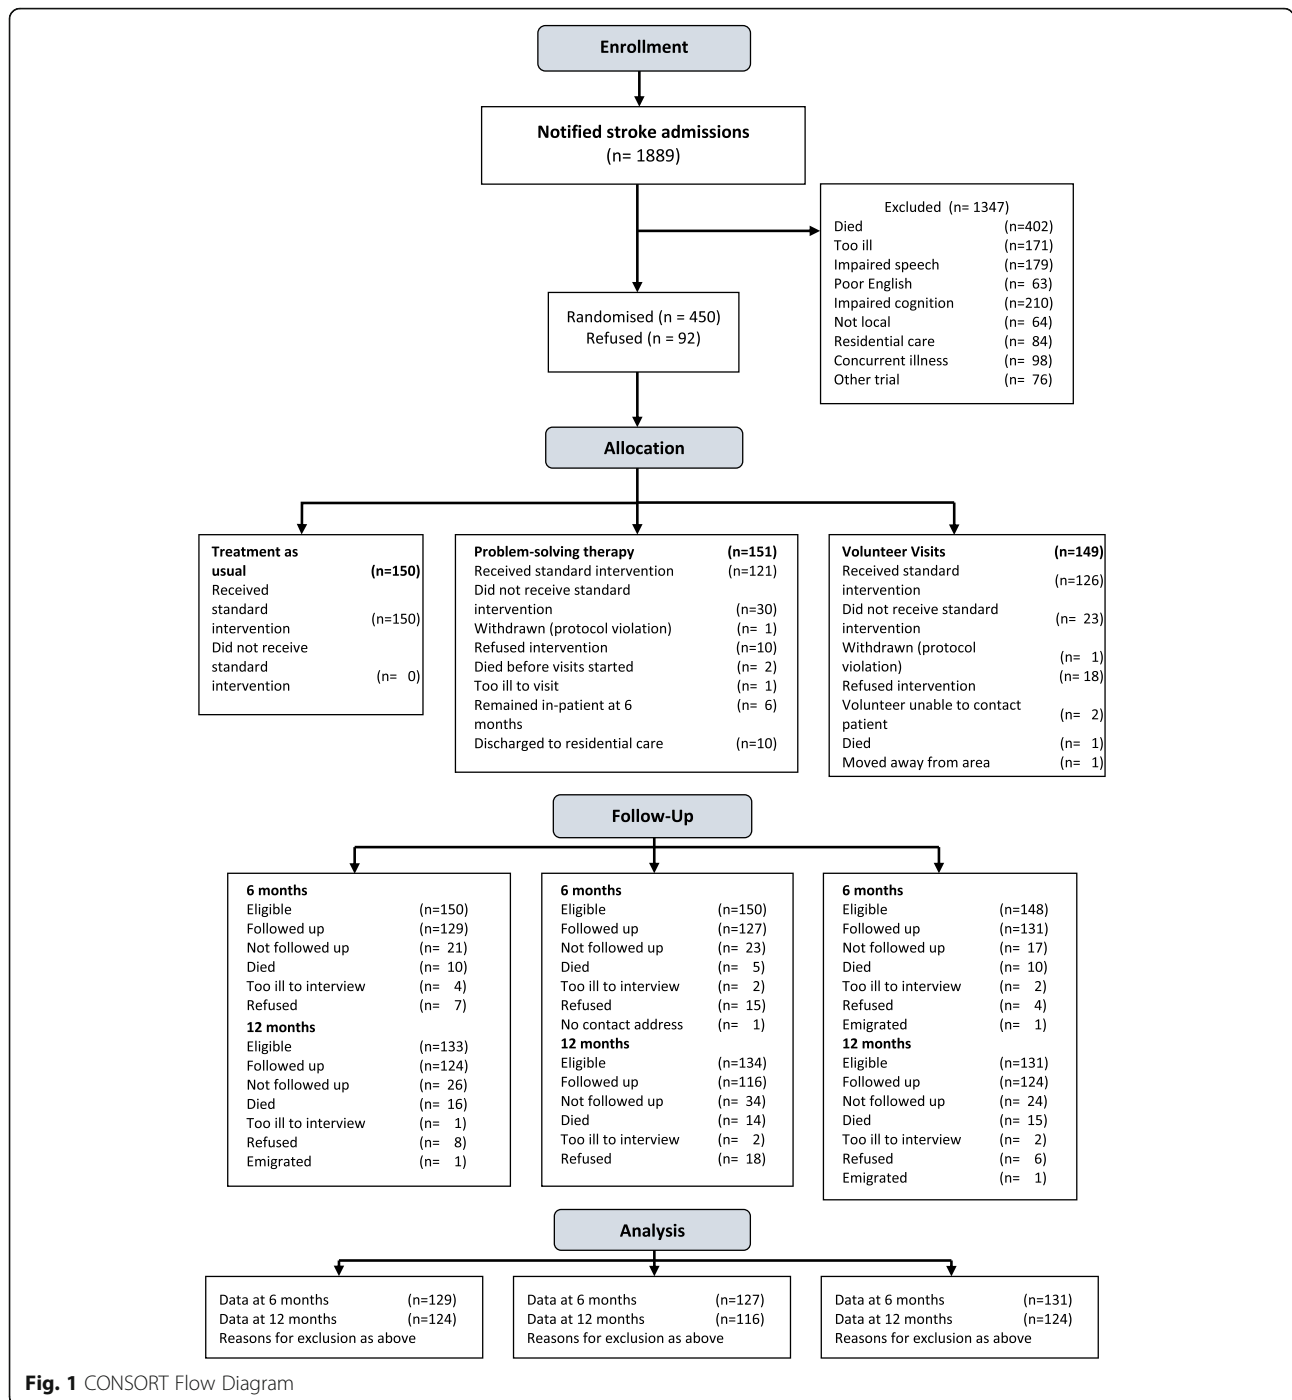 Enrollment
Notified stroke admissions
(n= 1889)
Excluded (n= 1347)
Died (n=402)
Too ill (n=171)
Impaired speech (n=179)
Poor English (n= 63)
Impaired cognition (n=210)
Not local (n= 64)
Residential care (n= 84)
Concurrent illness (n= 98)
Other trial (n= 76)
Randomised (n = 450)
Refused (n = 92)
Allocation
Treatment as
usual (n=150)
Received
standard
intervention (n=150)
Did not receive
standard
intervention (n= 0)
Problem-solving therapy (n=151)
Received standard intervention (n=121)
Did not receive standard
intervention (n=30)
Withdrawn (protocol violation) (n= 1)
Refused intervention (n=10)
Died before visits started (n= 2)
Too ill to visit (n= 1)
Remained in-patient at 6 (n= 6)
months
Discharged to residential care (n=10)
Volunteer Visits (n=149)
Received standard
intervention (n=126)
Did not receive standard
intervention (n= 23)
Withdrawn (protocol
violation) (n= 1)
Refused intervention (n= 18)
Volunteer unable to contact
patient (n= 2)
Died (n= 1)
Moved away from area (n= 1)
Follow-Up
6 months
Eligible (n=150)
Followed up (n=129)
Not followed up (n= 21)
Died (n= 10)
Too ill to interview (n= 4)
Refused (n= 7)
12 months
Eligible (n=133)
Followed up (n=124)
Not followed up (n= 26)
Died (n= 16)
Too ill to interview (n= 1)
Refused (n= 8)
Emigrated (n= 1)
6 months
Eligible (n=150)
Followed up (n=127)
Not followed up (n= 23)
Died (n= 5)
Too ill to interview (n= 2)
Refused (n= 15)
No contact address (n= 1)
12 months
Eligible (n=134)
Followed up (n=116)
Not followed up (n= 34)
Died (n= 14)
Too ill to interview (n= 2)
Refused (n= 18)
6 months
Eligible (n=148)
Followed up (n=131)
Not followed up (n= 17)
Died (n= 10)
Too ill to interview (n= 2)
Refused (n= 4)
Emigrated (n= 1)
12 months
Eligible (n=131)
Followed up (n=124)
Not followed up (n= 24)
Died (n= 15)
Too ill to interview (n= 2)
Refused (n= 6)
Emigrated (n= 1)
Analysis
Data at 6 months (n=129)
Data at 12 months (n=124)
Reasons for exclusion as above
Data at 6 months (n=127)
Data at 12 months (n=116)
Reasons for exclusion as above
Data at 6 months (n=131)
Data at 12 months (n=124)
Reasons for exclusion as above
Fig. 1 CONSORT Flow Diagram